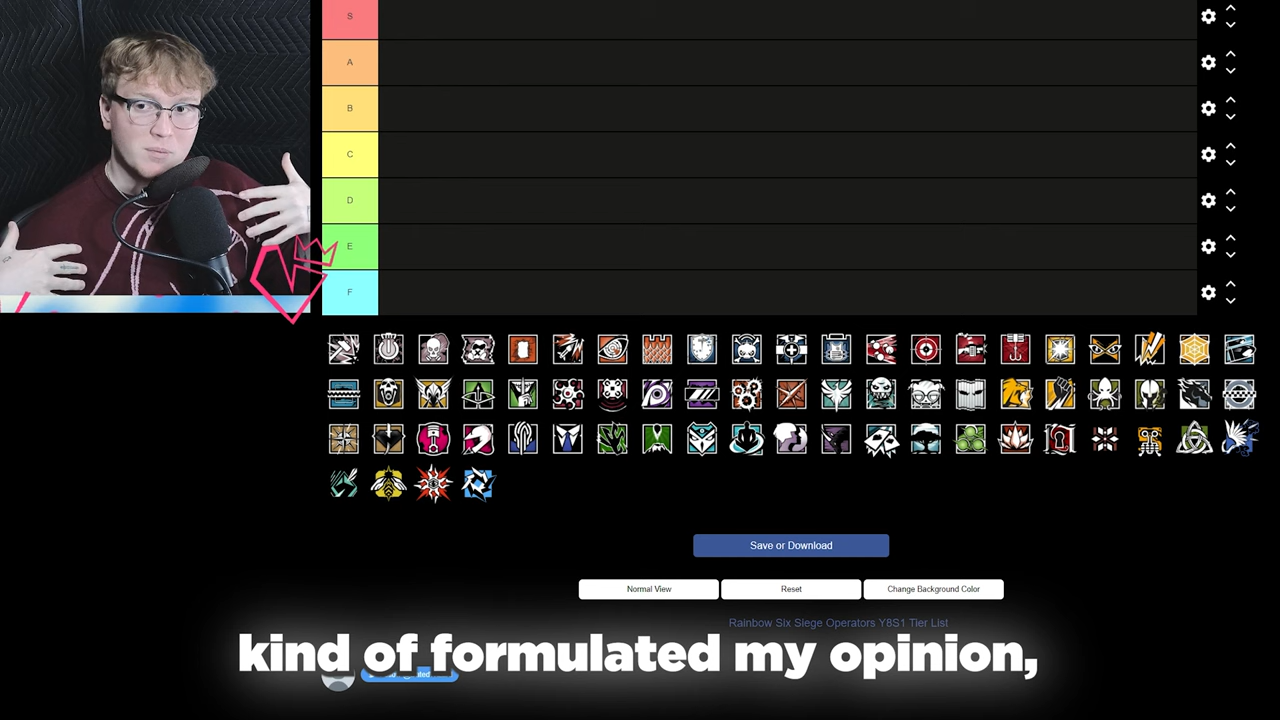 S
A
B
C
D
E
F
Save or Download
Normal View
Reset
Change Background Color
Rainbow Six Siege Operators Y8S1 Tier List
kind of formulated my opinion,